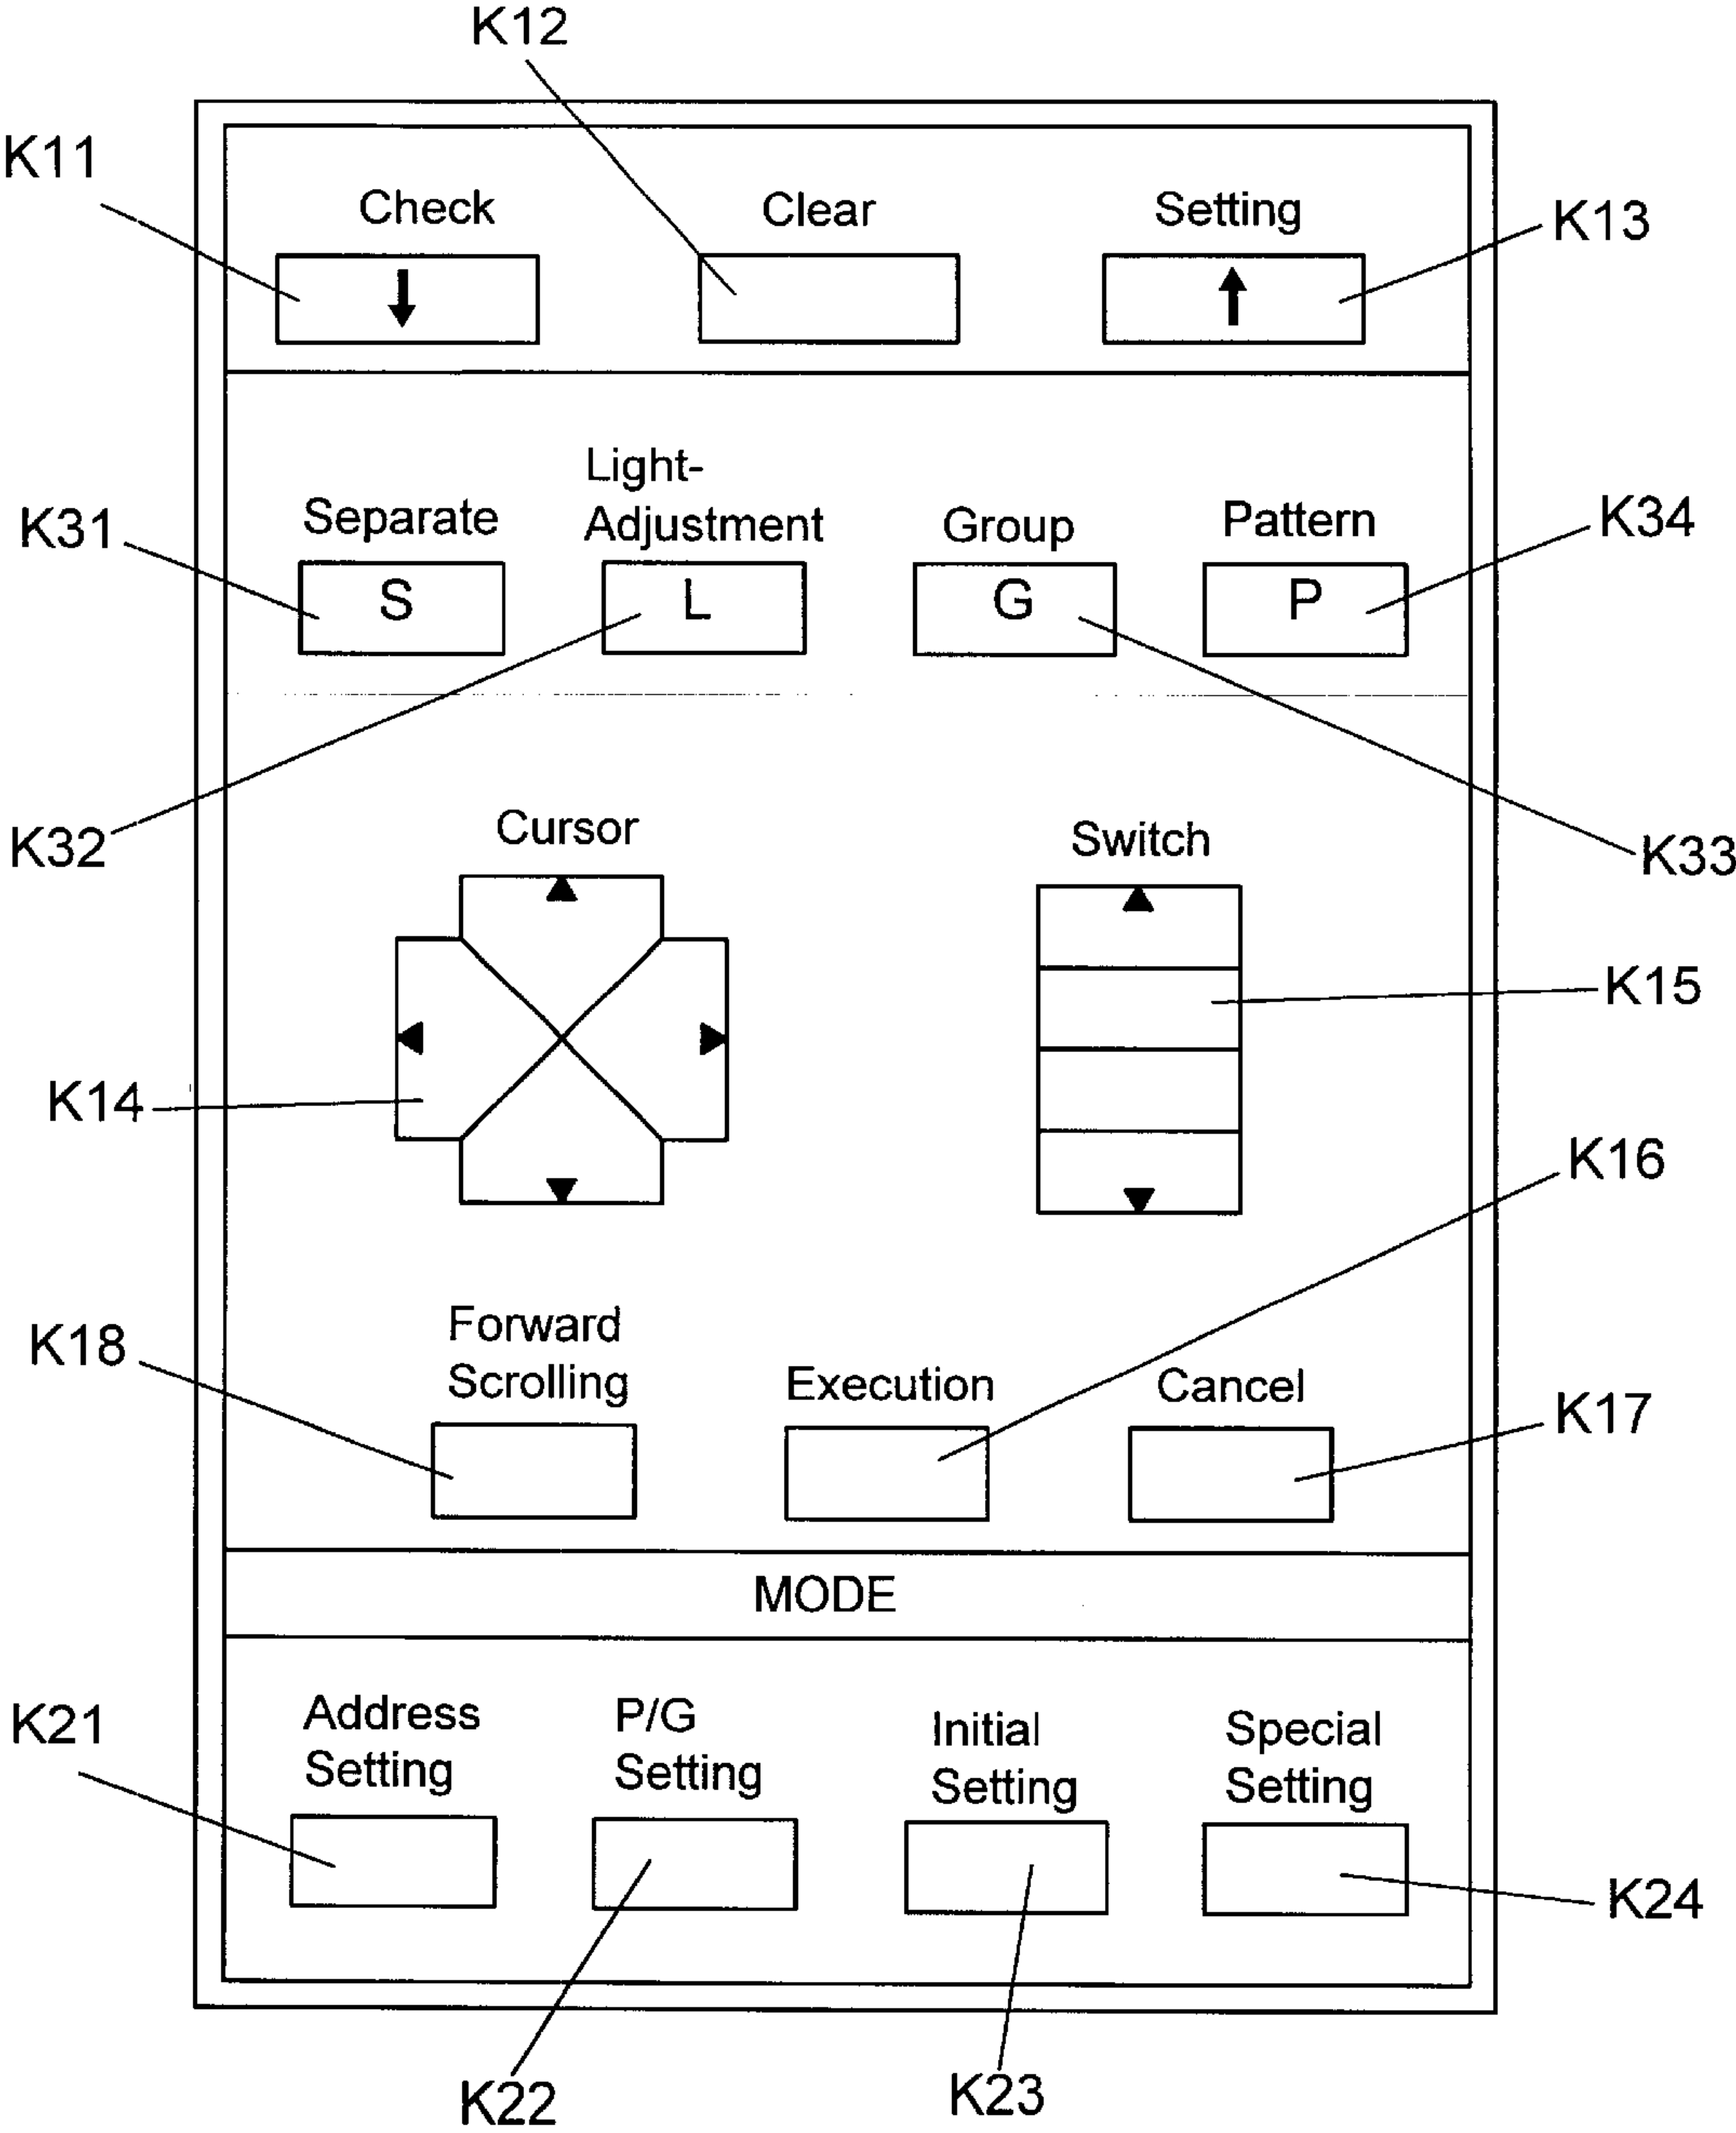 K12
K11
Check
Clear
Setting
K13
Light-
Separate
Adjustment
Group
Pattern
K31
K34
S
L
G
P
K32
Cursor
Switch
K33
K15
K14
K16
Forward
Scrolling
Execution
Cancel
K18
K17
MODE
Address
Setting
P/G
Setting
Initial
Setting
Special
Setting
K21
K24
K22
K23